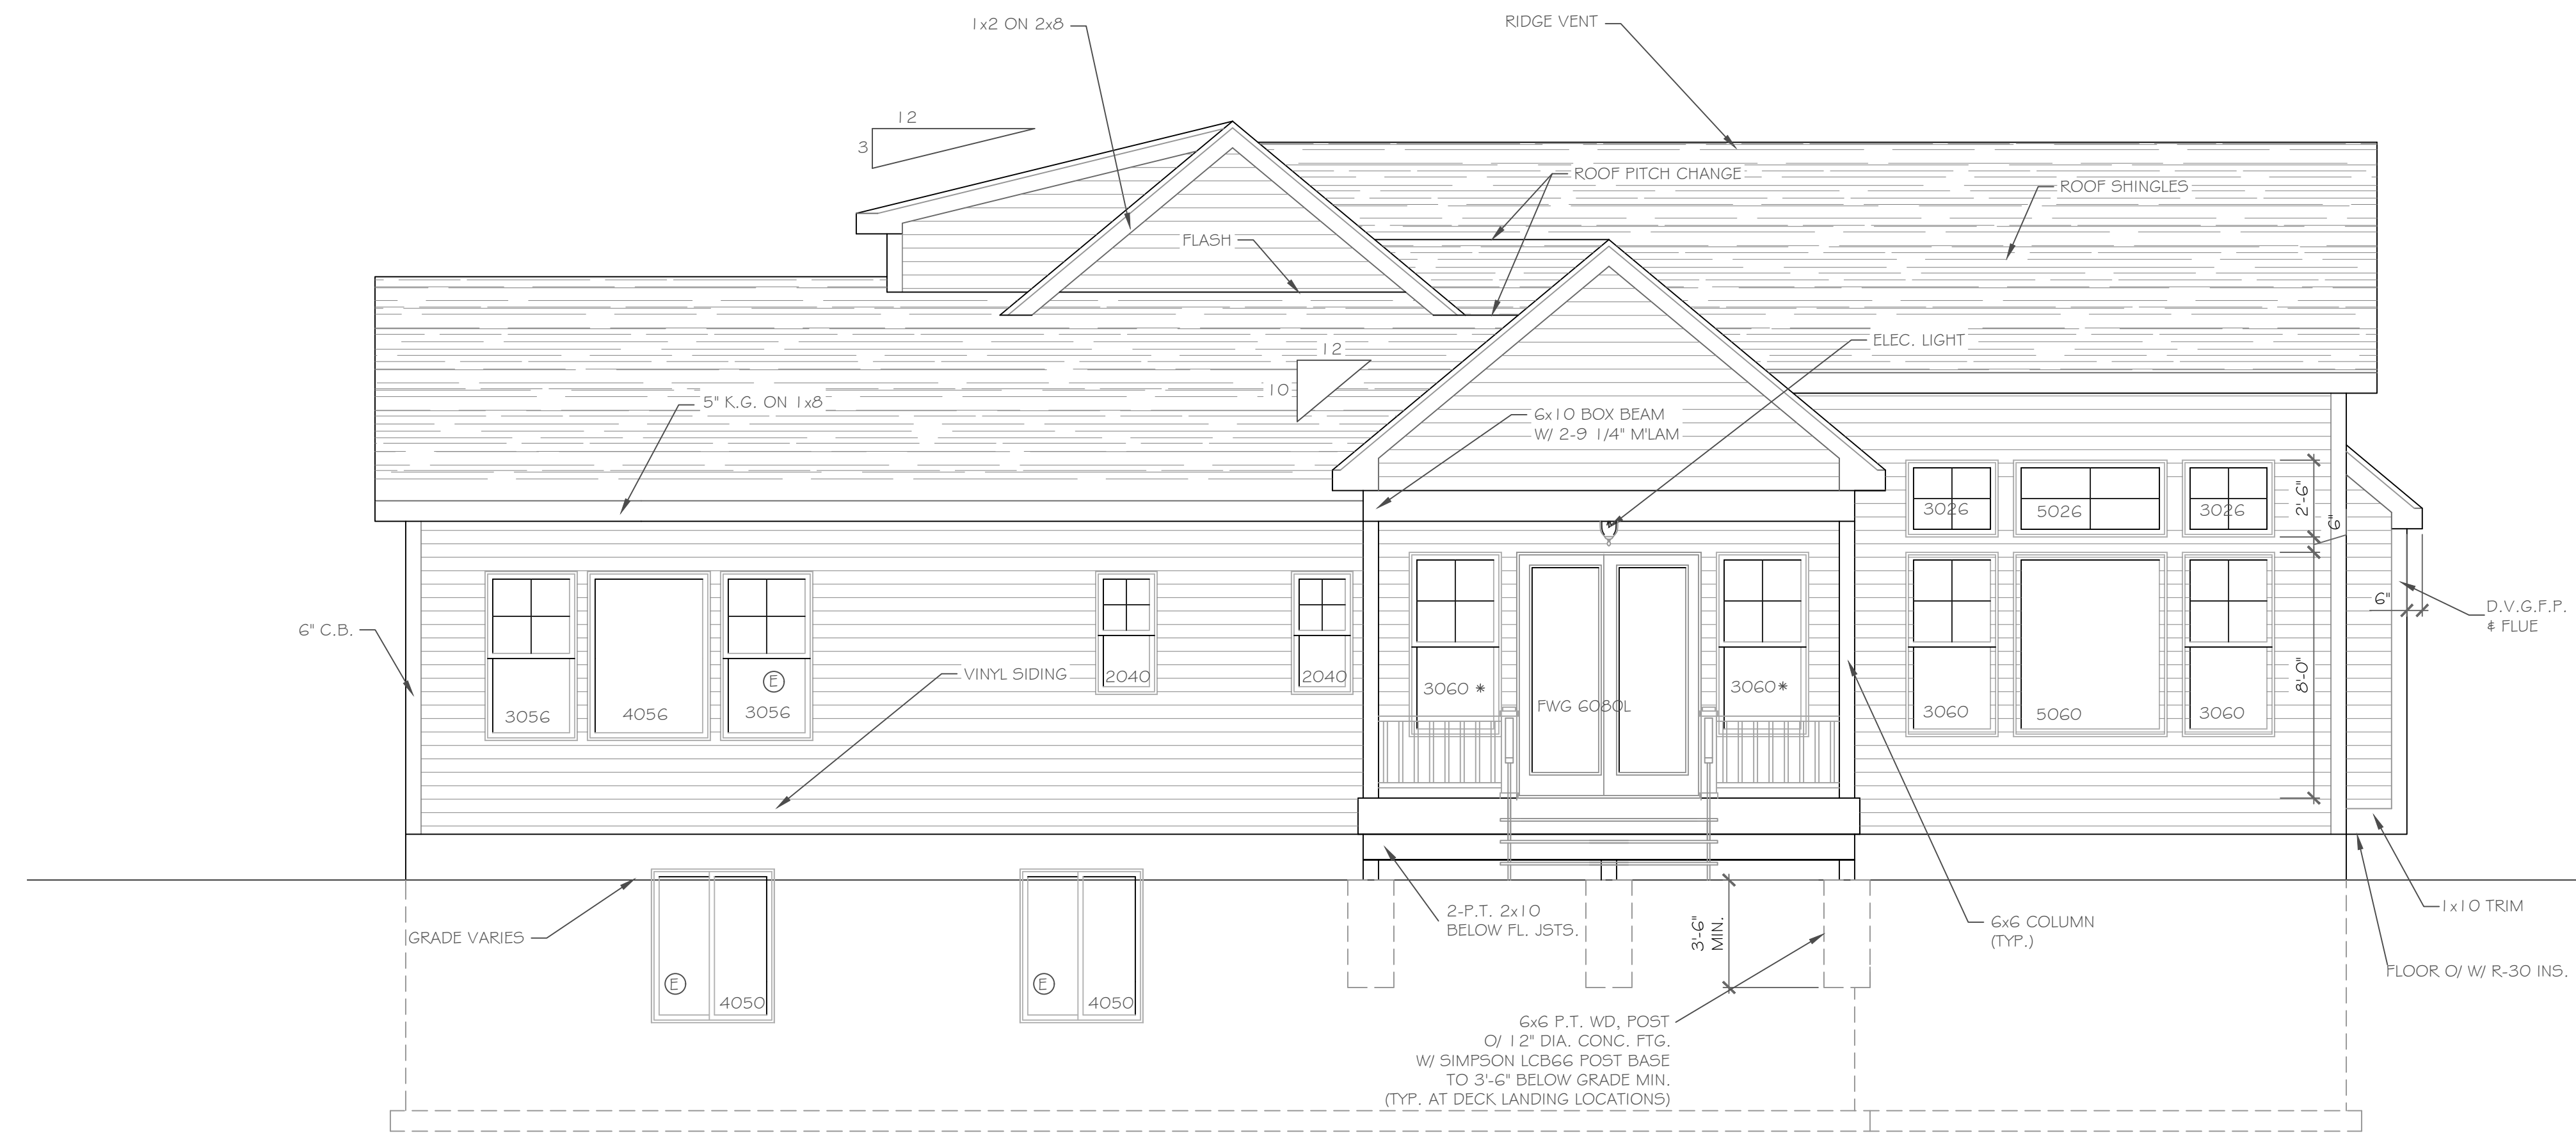 1x2 ON 2x8
RIDGE VENT
12
3
ROOF PITCH CHANGE
ROOF SHINGLES
FLASH
ELEC. LIGHT
12
10
5" K.G. ON 1x8
6x10 BOX BEAM
W/ 2-9 1/4" M'LAM
3026
5026
3026
2'-6"
6"
6"
D.V.G.F.P.
& FLUE
6" C.B.
VINYL SIDING
2040
2040
3060 *
FWG 6080L
3060*
8'-0"
E
3056
4056
3056
3060
5060
3060
GRADE VARIES
2-P.T. 2x10
BELOW FL. JSTS.
3'-6"
MIN.
6x6 COLUMN
(TYP.)
1x10 TRIM
FLOOR O/ W/ R-30 INS.
E
4050
E
4050
6x6 P.T. WD, POST
O/ 12" DIA. CONC. FTG.
W/ SIMPSON LCB66 POST BASE
TO 3'-6" BELOW GRADE MIN.
(TYP. AT DECK LANDING LOCATIONS)